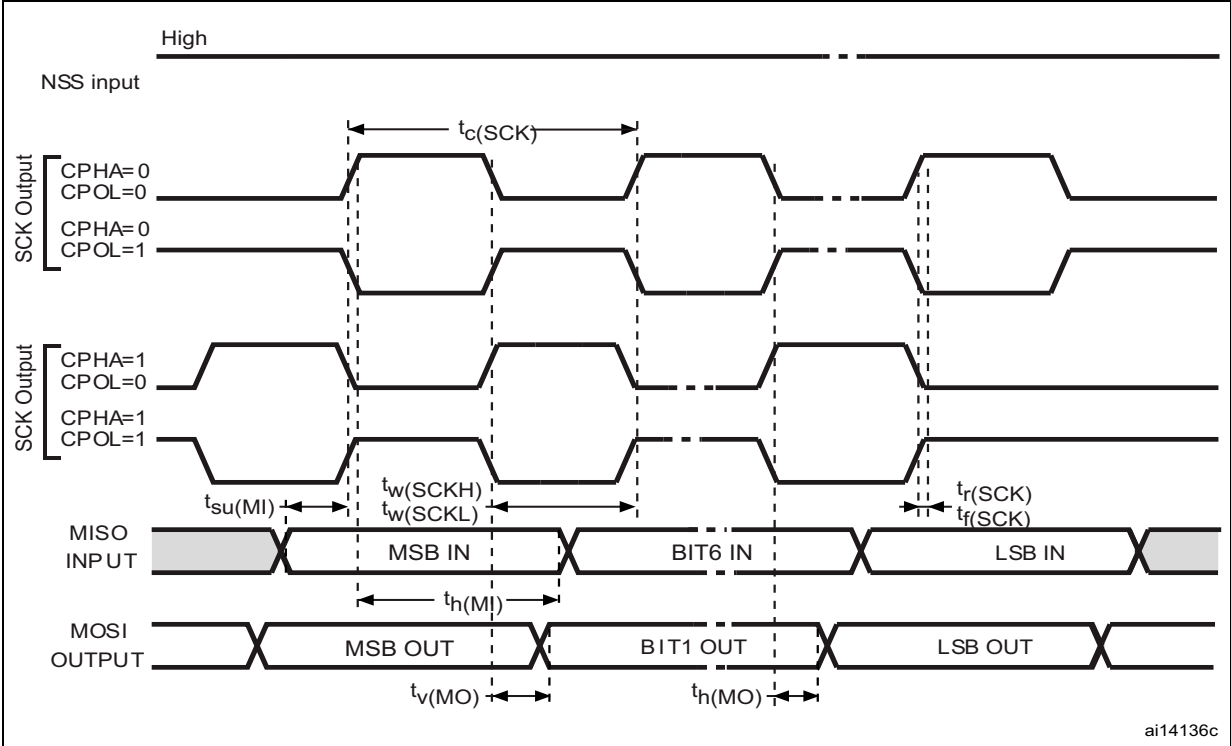 High
NSS input
tc(SCK)
SCK Output
CPHA=0
CPOL=0
CPHA=0
CPOL=1
SCK Output
CPHA=1
CPOL=0
CPHA=1
CPOL=1
tsu(MI)
tw(SCKH)
tw(SCKL)
tr(SCK)
tf(SCK)
MISO
INPUT
MSB IN
BIT6 IN
LSB IN
th(MI)
MOSI
OUTPUT
MSB OUT
BIT1 OUT
LSB OUT
tv(MO)
th(MO)
ai14136c